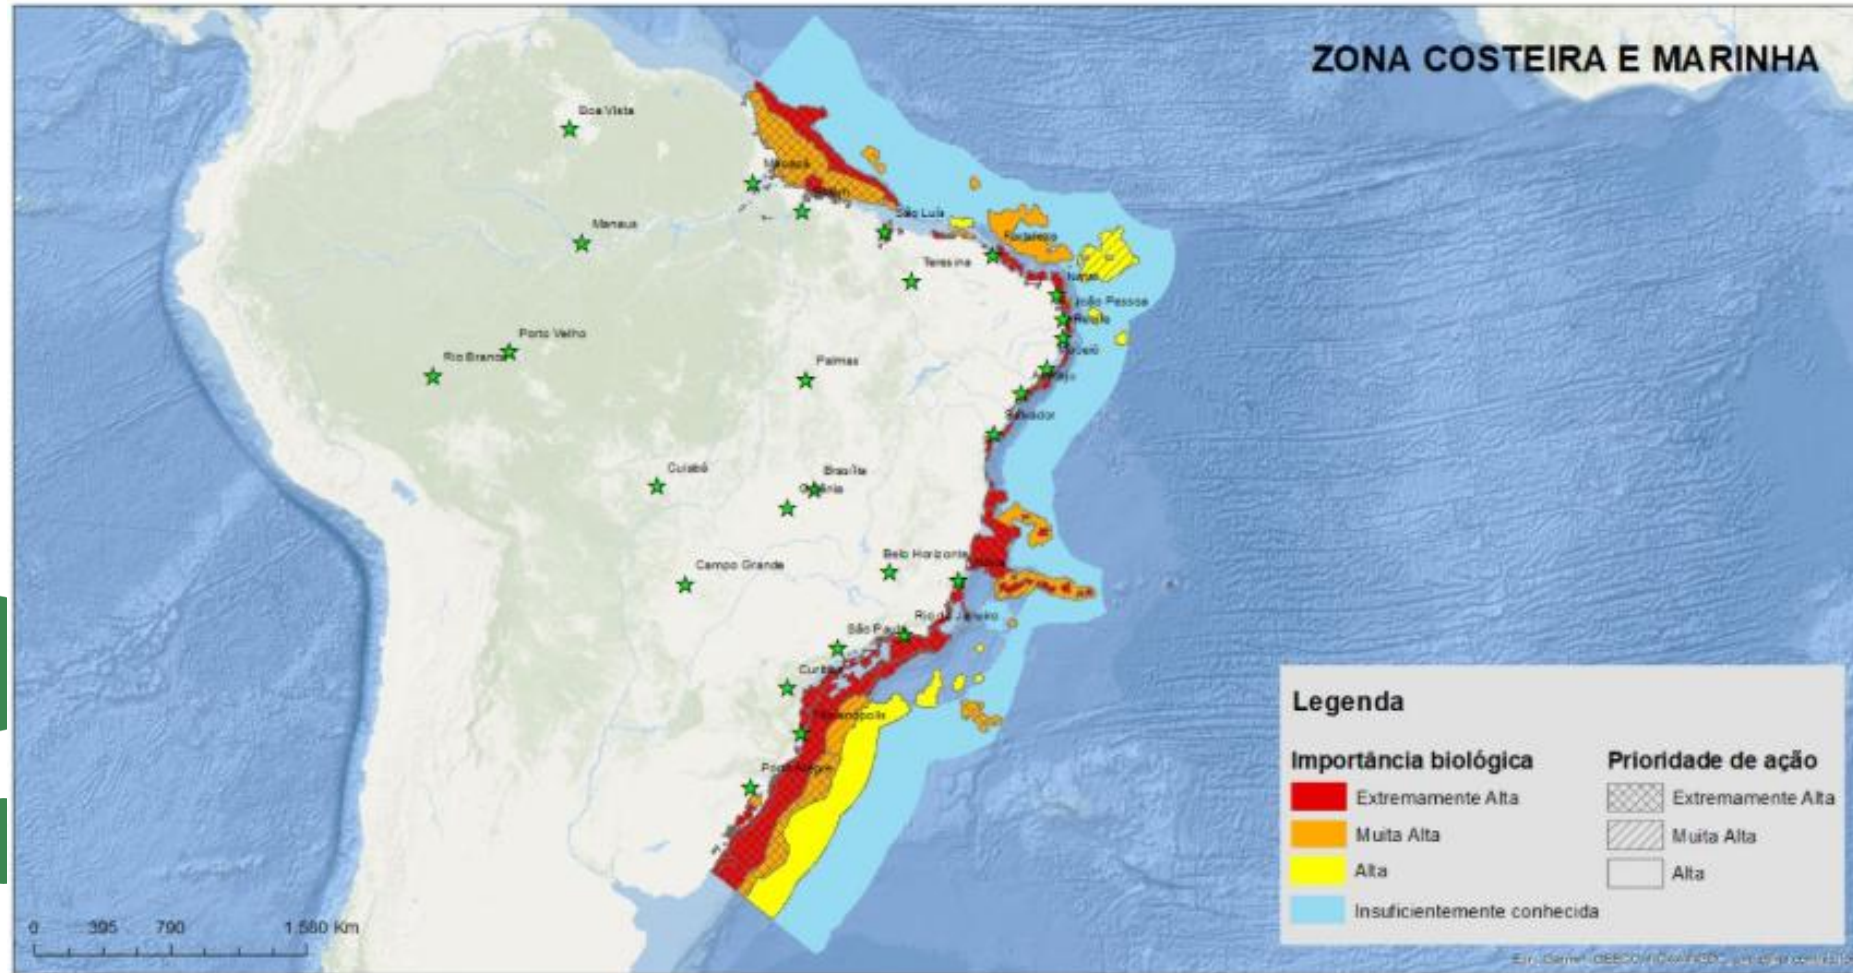 ZONA COSTEIRA E MARINHA
Boa Vista
Macapá
Manaus
São Luís
Fortaleza
Teresina
Natal
João Pessoa
Recife
Porto Velho
Rio Branco
Palmas
Salvador
Cuiabá
Brasília
Belo Horizonte
Campo Grande
Rio de Janeiro
São Paulo
Curitiba
Florianópolis
Porto Alegre
Legenda
Importância biológica
Extremamente Alta
Muita Alta
Alta
Insuficientemente conhecida
Prioridade de ação
Extremamente Alta
Muita Alta
Alta
0 395 790 1 580 Km